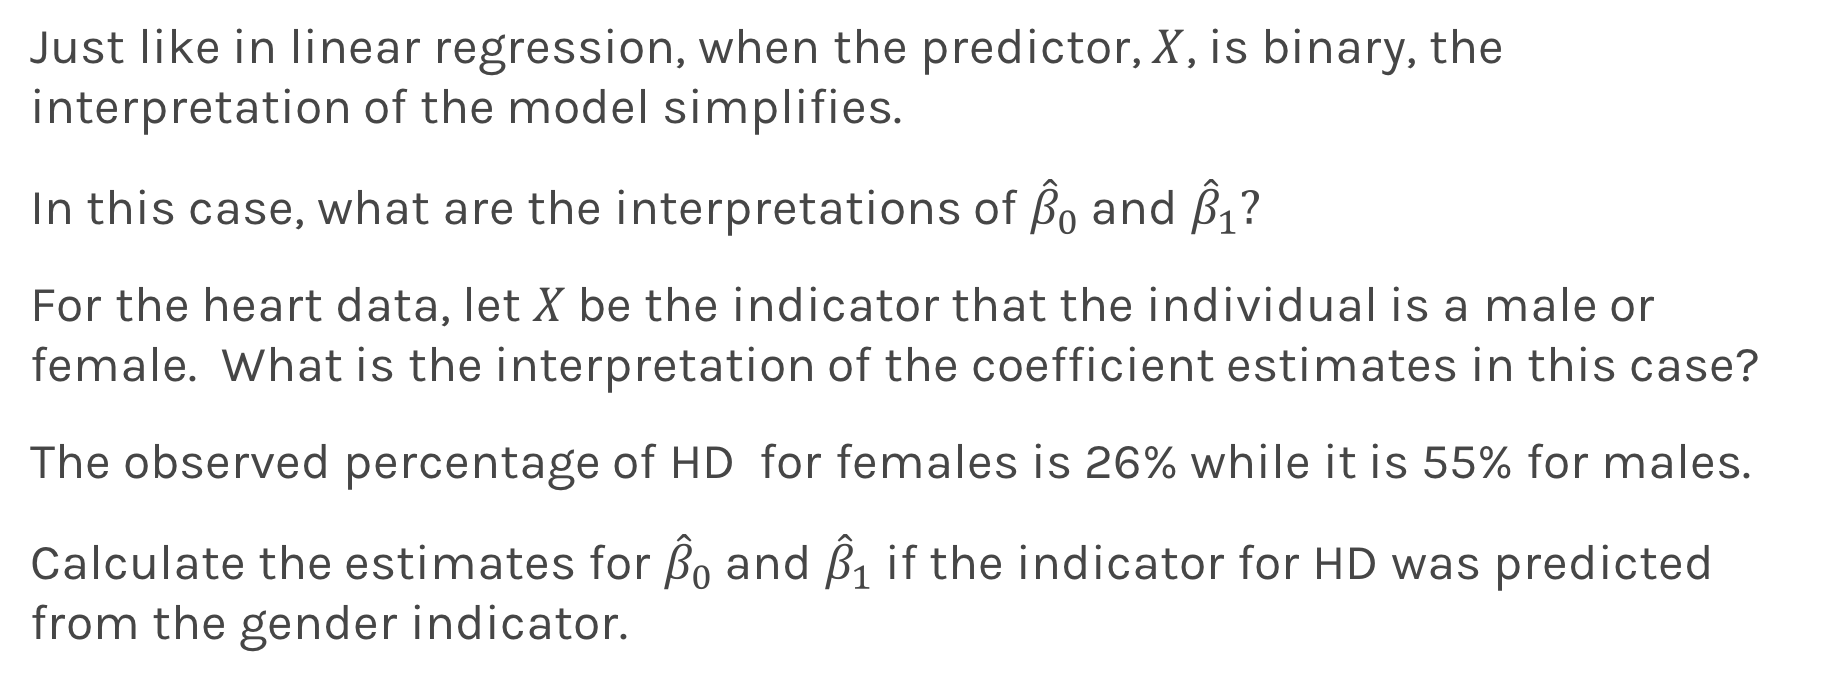 Just like in linear regression, when the predictor, X, is binary, the
interpretation of the model simplifies.
In this case, what are the interpretations of β̂₀ and β̂₁?
For the heart data, let X be the indicator that the individual is a male or
female.  What is the interpretation of the coefficient estimates in this case?
The observed percentage of HD  for females is 26% while it is 55% for males.
Calculate the estimates for β̂₀ and β̂₁ if the indicator for HD was predicted
from the gender indicator.